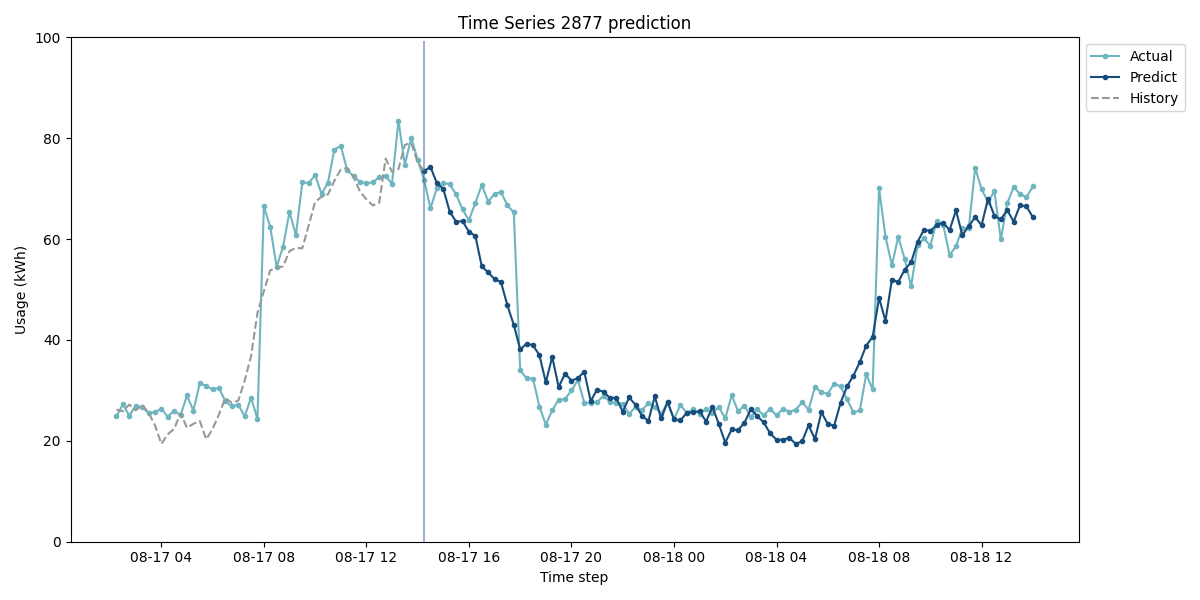 Time Series 2877 prediction
Usage (kWh)
100
80
60
40
20
0
08-17 04
08-17 08
08-17 12
08-17 16
08-17 20
08-18 00
08-18 04
08-18 08
08-18 12
Time step
Actual
Predict
History